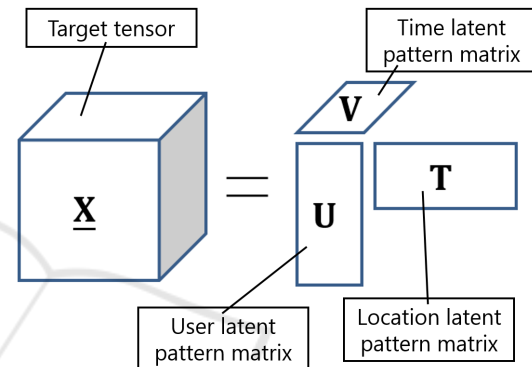 Target tensor
Time latent
pattern matrix
V
X
=
U
T
User latent
pattern matrix
Location latent
pattern matrix